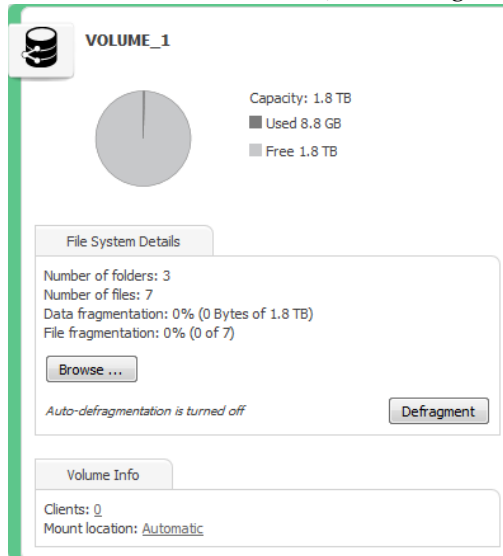 VOLUME_1
Capacity: 1.8 TB
Used 8.8 GB
Free 1.8 TB
File System Details
Number of folders: 3
Number of files: 7
Data fragmentation: 0% (0 Bytes of 1.8 TB)
File fragmentation: 0% (0 of 7)
Browse ...
Auto-defragmentation is turned off
Defragment
Volume Info
Clients: 0
Mount location: Automatic